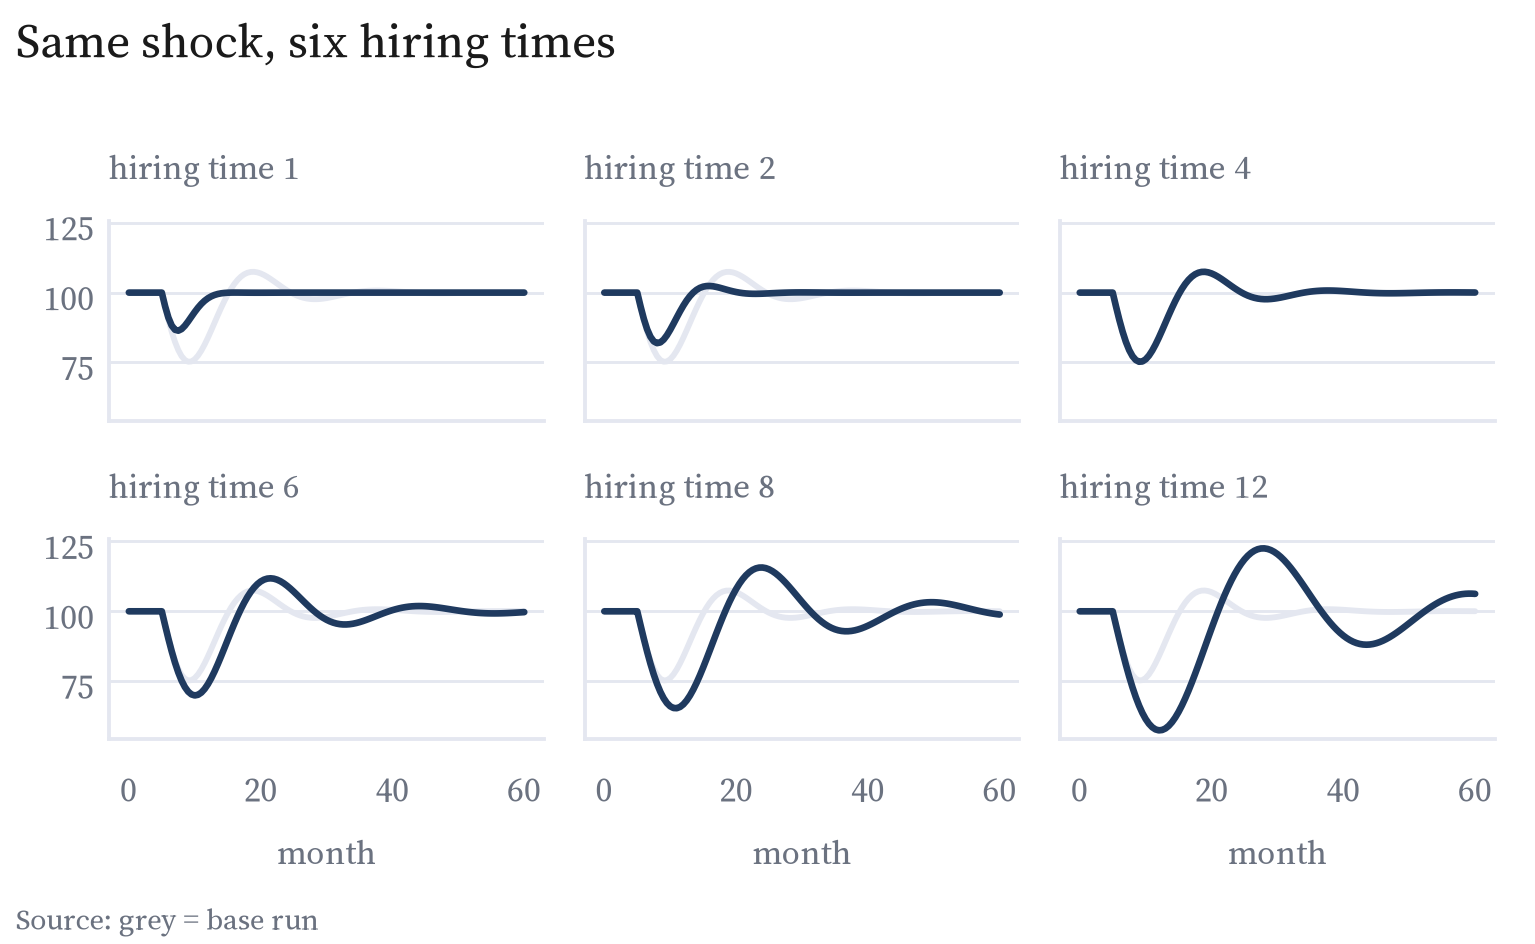 Same shock, six hiring times
hiring time 1
hiring time 2
hiring time 4
125
100
75
hiring time 6
hiring time 8
hiring time 12
125
100
75
0 20 40 60
0 20 40 60
0 20 40 60
month
month
month
Source: grey = base run